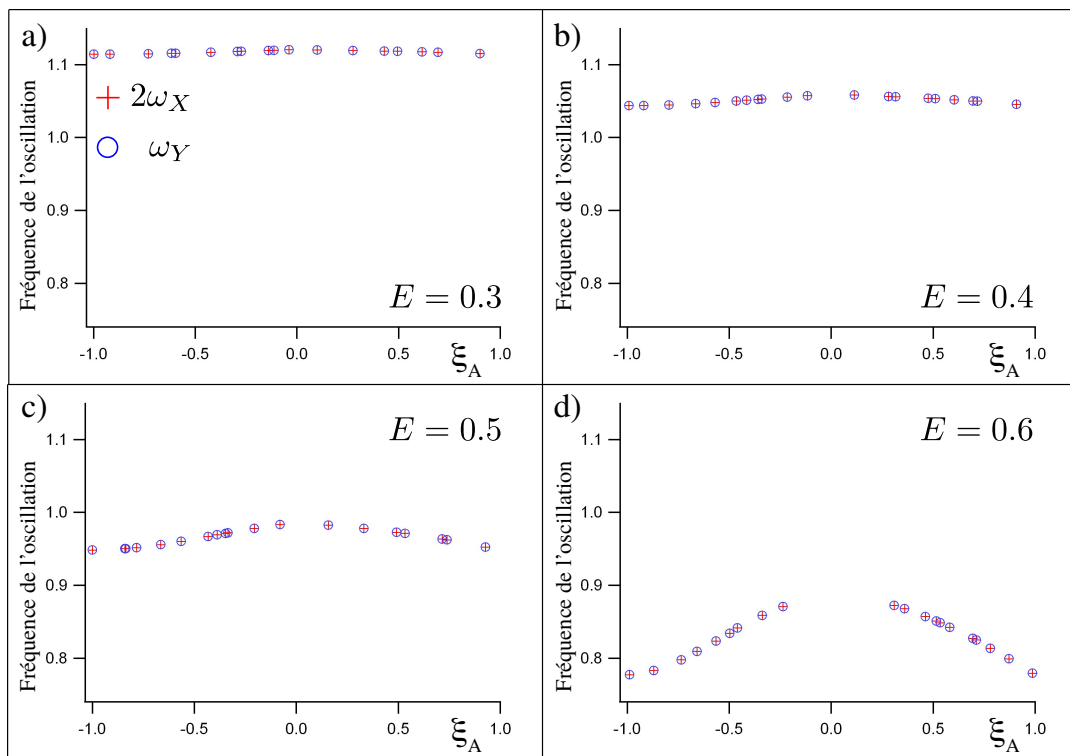 a)
1.1
1.0
0.9
0.8
Fréquence de l'oscillation
2ω_X
ω_Y
E = 0.3
-1.0 -0.5 0.0 0.5 1.0
ξ_A
b)
1.1
1.0
0.9
0.8
Fréquence de l'oscillation
E = 0.4
-1.0 -0.5 0.0 0.5 1.0
ξ_A
c)
1.1
1.0
0.9
0.8
Fréquence de l'oscillation
E = 0.5
-1.0 -0.5 0.0 0.5 1.0
ξ_A
d)
1.1
1.0
0.9
0.8
Fréquence de l'oscillation
E = 0.6
-1.0 -0.5 0.0 0.5 1.0
ξ_A